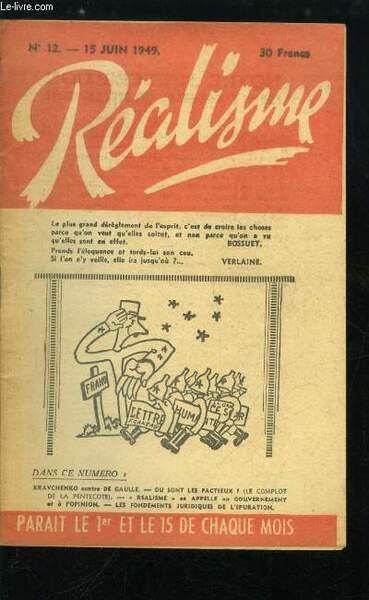 Le-livre.fr
N° 12. — 15 JUIN 1949.
30 Francs
Réalisme
Le plus grand dérèglement de l'esprit, c'est de croire les choses
parce qu'on veut qu'elles soient, et non parce qu'on a vu
qu'elles sont en effet.
BOSSUET.
Prends l'éloquence et tords-lui son cou.
Si l'on n'y veille, elle ira jusqu'où ?...
VERLAINE.
LETTRES
FRANÇAISES
HUMA
CE SOIR
DANS CE NUMERO :
KRAVCHENKO contre DE GAULLE. — OU SONT LES FACTIEUX ? (LE COMPLOT
DE LA PENTECOTE). — « REALISME » en APPELLE au GOUVERNEMENT
et à l'OPINION. — LES FONDEMENTS JURIDIQUES DE L'EPURATION.
PARAIT LE 1er ET LE 15 DE CHAQUE MOIS